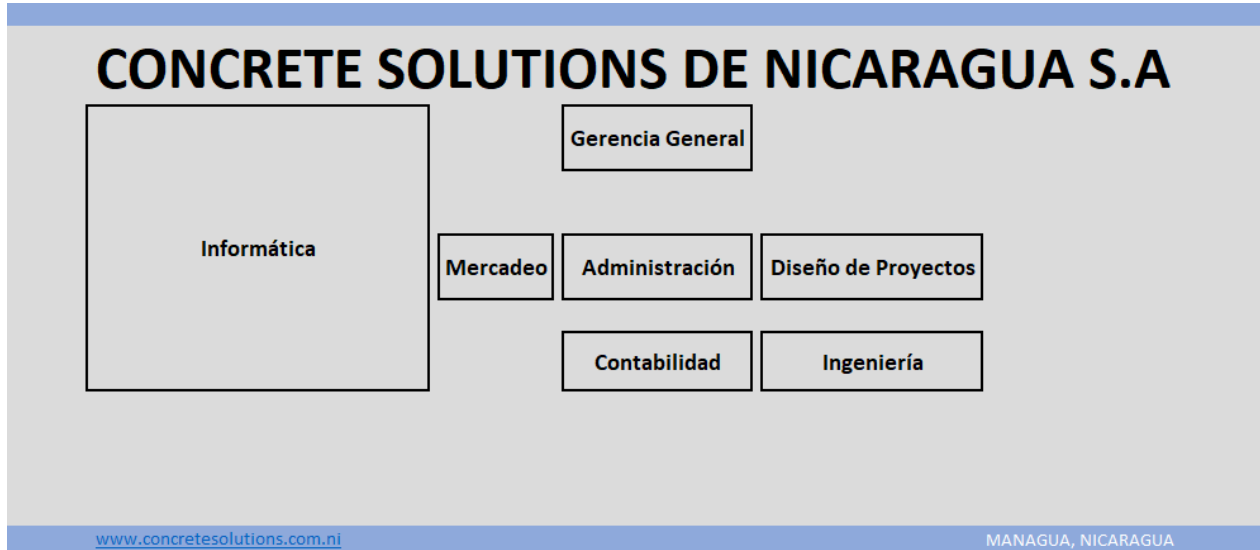 CONCRETE SOLUTIONS DE NICARAGUA S.A
Gerencia General
Informática
Mercadeo
Administración
Diseño de Proyectos
Contabilidad
Ingeniería
www.concretesolutions.com.ni
MANAGUA, NICARAGUA